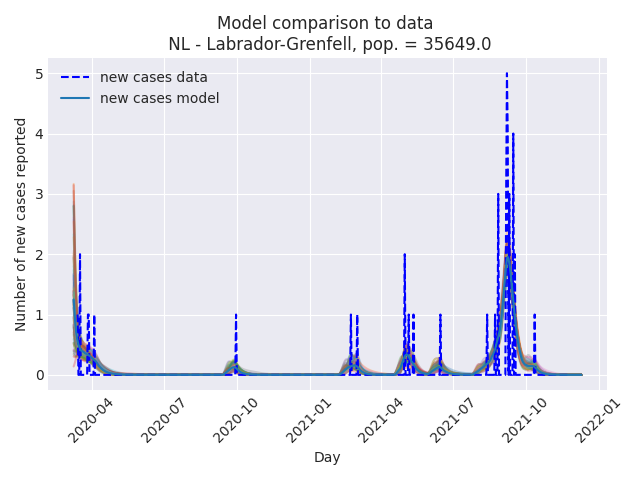 Model comparison to data
NL - Labrador-Grenfell, pop. = 35649.0
new cases data
new cases model
Number of new cases reported
5
4
3
2
1
0
2020-04
2020-07
2020-10
2021-01
2021-04
2021-07
2021-10
2022-01
Day